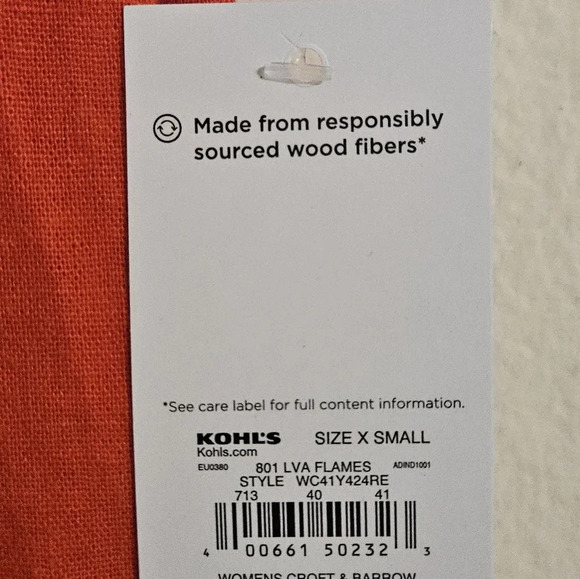 Made from responsibly
sourced wood fibers*
*See care label for full content information.
KOHL'S SIZE X SMALL
Kohls.com
EU0380 801 LVA FLAMES ADIND1001
STYLE WC41Y424RE
713 40 41
4 00661 50232 3
WOMENS CROFT & BARROW